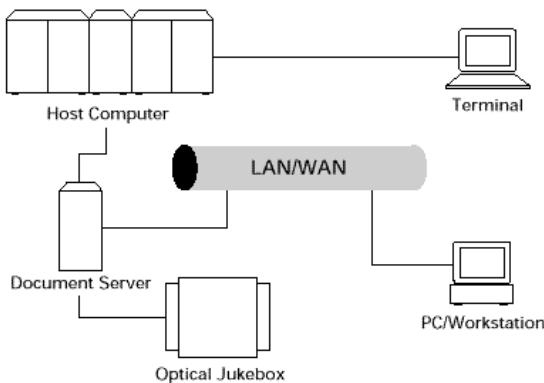 Host Computer
Terminal
LAN/WAN
Document Server
PC/Workstation
Optical Jukebox